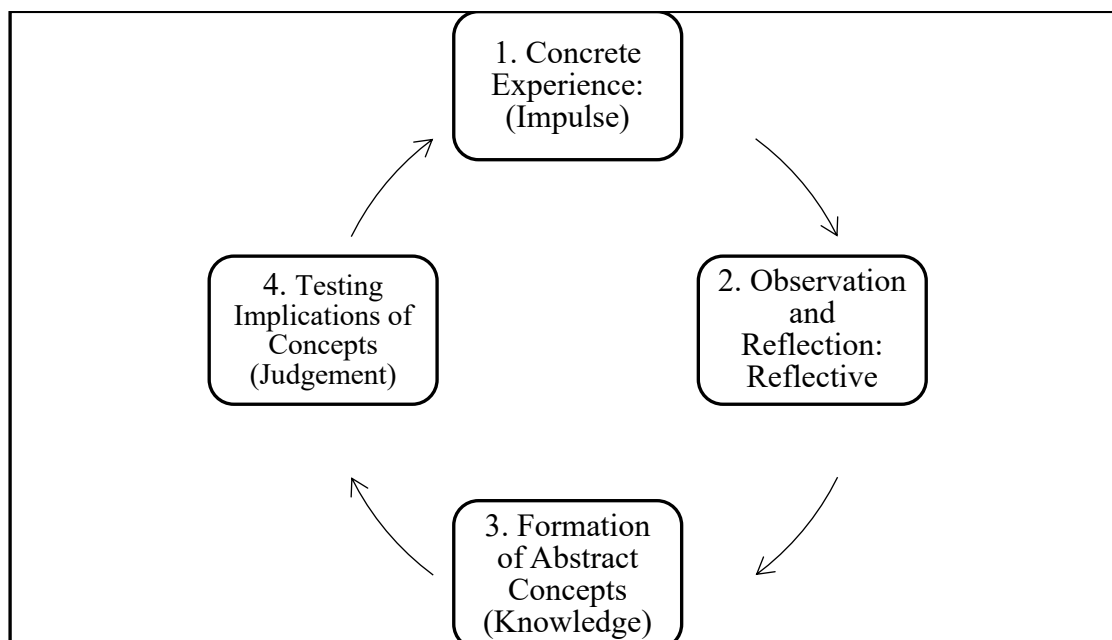 1. Concrete
Experience:
(Impulse)
2. Observation
and
Reflection:
Reflective
3. Formation
of Abstract
Concepts
(Knowledge)
4. Testing
Implications of
Concepts
(Judgement)